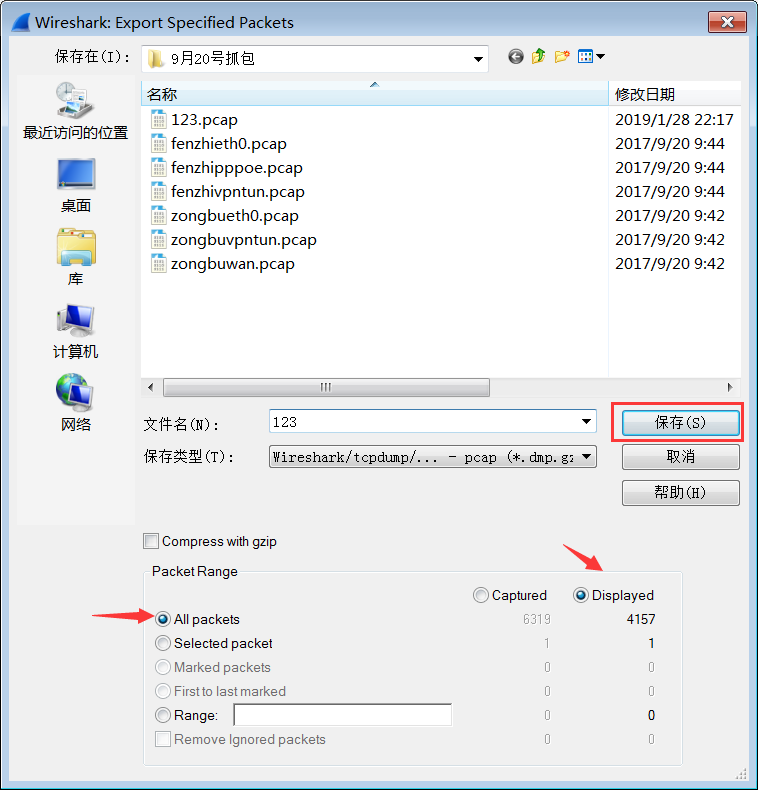 Wireshark: Export Specified Packets
保存在(I):
9月20号抓包
名称
修改日期
123.pcap
2019/1/28 22:17
fenzhieth0.pcap
2017/9/20 9:44
fenzhipppoe.pcap
2017/9/20 9:44
fenzhivpntun.pcap
2017/9/20 9:44
zongbueth0.pcap
2017/9/20 9:42
zongbuvpntun.pcap
2017/9/20 9:42
zongbuwan.pcap
2017/9/20 9:42
最近访问的位置
桌面
库
计算机
网络
文件名(N):
123
保存(S)
保存类型(T):
Wireshark/tcpdump/... - pcap (*.dmp.gz
取消
帮助(H)
Compress with gzip
Packet Range
Captured
Displayed
All packets
6319
4157
Selected packet
1
1
Marked packets
0
0
First to last marked
0
0
Range:
0
0
Remove Ignored packets
0
0